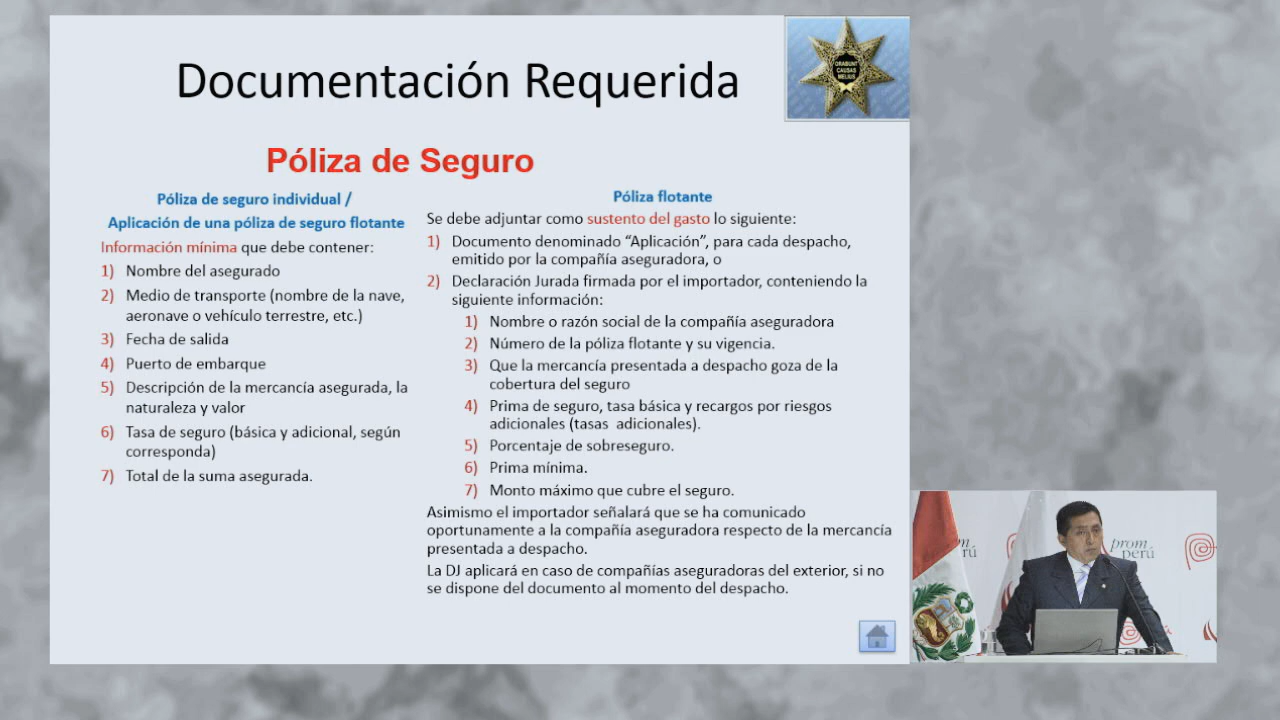 Documentación Requerida
ORABUNT
CAUSAS
MELIUS
Póliza de Seguro
Póliza de seguro individual /
Aplicación de una póliza de seguro flotante
Información mínima que debe contener:
1) Nombre del asegurado
2) Medio de transporte (nombre de la nave,
aeronave o vehículo terrestre, etc.)
3) Fecha de salida
4) Puerto de embarque
5) Descripción de la mercancía asegurada, la
naturaleza y valor
6) Tasa de seguro (básica y adicional, según
corresponda)
7) Total de la suma asegurada.
Póliza flotante
Se debe adjuntar como sustento del gasto lo siguiente:
1) Documento denominado “Aplicación”, para cada despacho,
emitido por la compañía aseguradora, o
2) Declaración Jurada firmada por el importador, conteniendo la
siguiente información:
1) Nombre o razón social de la compañía aseguradora
2) Número de la póliza flotante y su vigencia.
3) Que la mercancía presentada a despacho goza de la
cobertura del seguro
4) Prima de seguro, tasa básica y recargos por riesgos
adicionales (tasas adicionales).
5) Porcentaje de sobreseguro.
6) Prima mínima.
7) Monto máximo que cubre el seguro.
Asimismo el importador señalará que se ha comunicado
oportunamente a la compañía aseguradora respecto de la mercancía
presentada a despacho.
La DJ aplicará en caso de compañías aseguradoras del exterior, si no
se dispone del documento al momento del despacho.
prom
perú